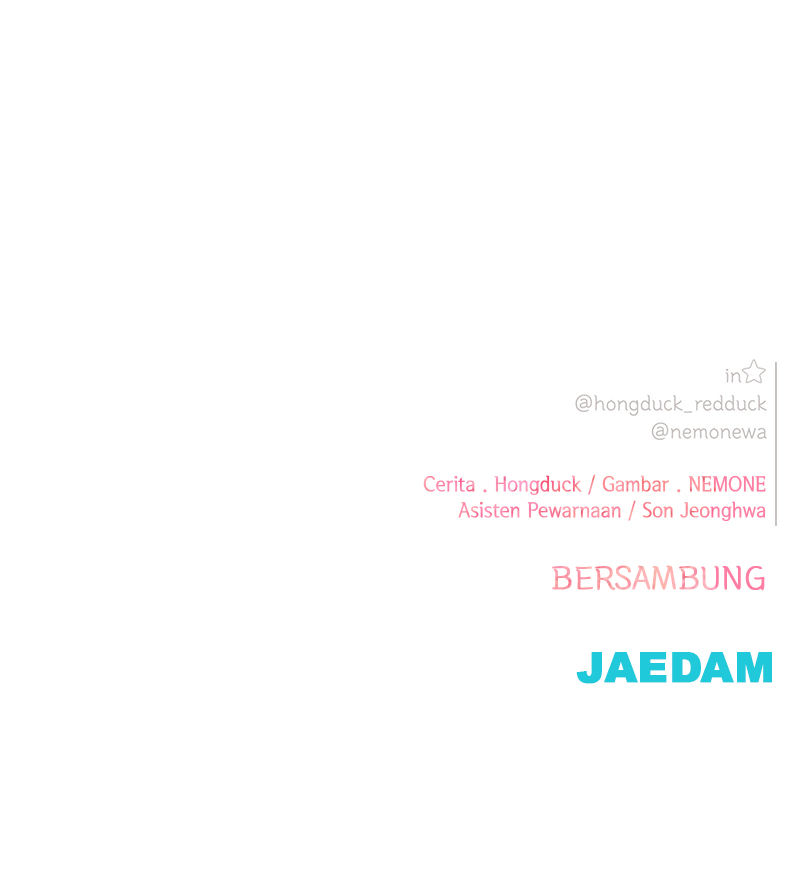 in☆
@hongduck_redduck
@nemonewa
Cerita . Hongduck / Gambar . NEMONE
Asisten Pewarnaan / Son Jeonghwa
BERSAMBUNG
JAEDAM